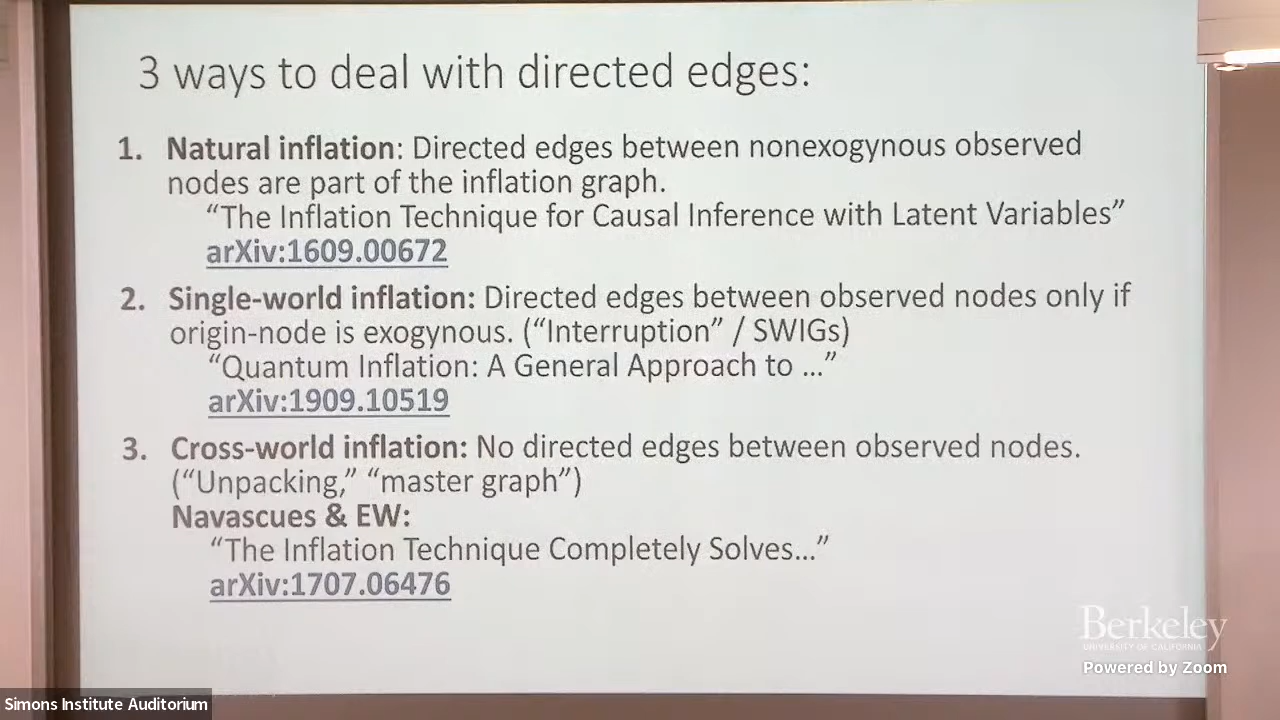 3 ways to deal with directed edges:
1. Natural inflation: Directed edges between nonexogynous observed
nodes are part of the inflation graph.
“The Inflation Technique for Causal Inference with Latent Variables”
arXiv:1609.00672
2. Single-world inflation: Directed edges between observed nodes only if
origin-node is exogynous. (“Interruption” / SWIGs)
“Quantum Inflation: A General Approach to ...”
arXiv:1909.10519
3. Cross-world inflation: No directed edges between observed nodes.
(“Unpacking,” “master graph”)
Navascues & EW:
“The Inflation Technique Completely Solves...”
arXiv:1707.06476
Berkeley
UNIVERSITY OF CALIFORNIA
Powered by Zoom
Simons Institute Auditorium